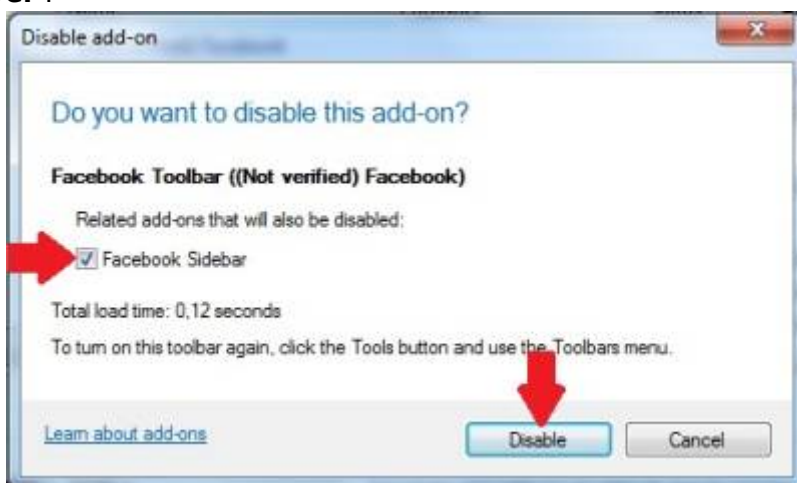 Disable add-on
Do you want to disable this add-on?
Facebook Toolbar ((Not verified) Facebook)
Related add-ons that will also be disabled:
Facebook Sidebar
Total load time: 0,12 seconds
To turn on this toolbar again, click the Tools button and use the Toolbars menu.
Learn about add-ons
Disable
Cancel